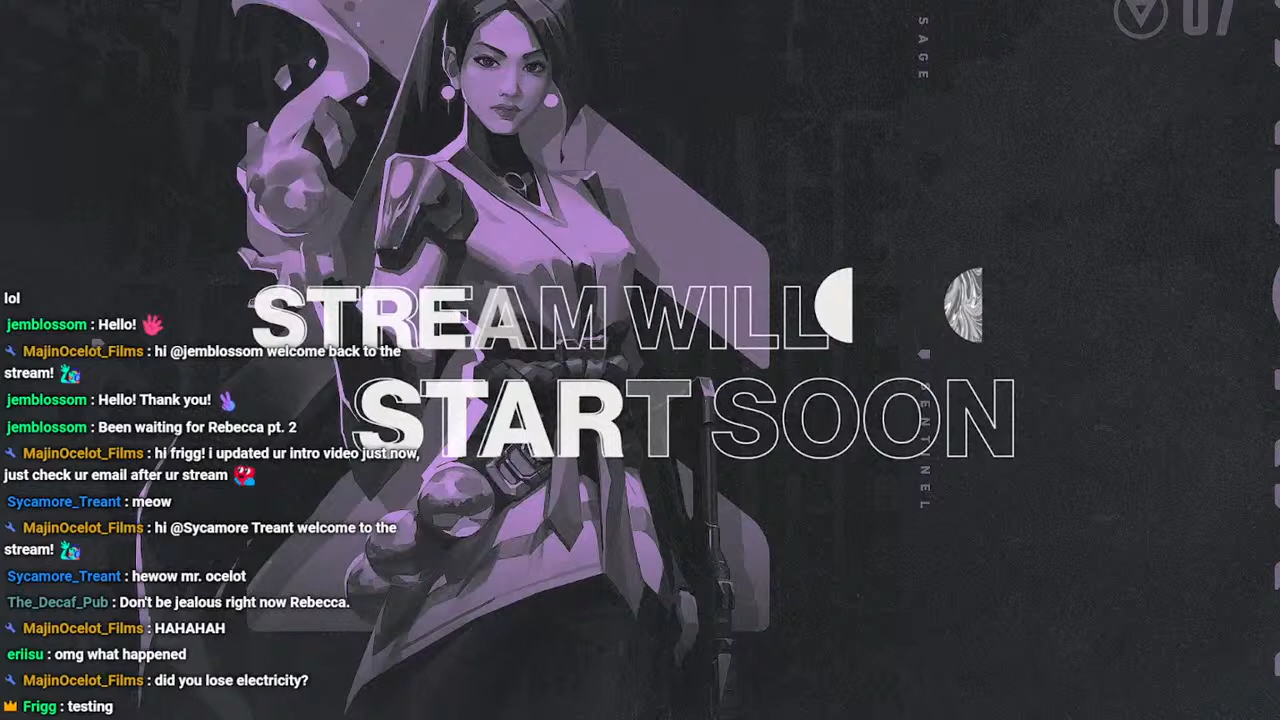 SAGE
07
STREAM WILL
START SOON
SENTINEL
lol
jemblossom : Hello!
MajinOcelot_Films : hi @jemblossom welcome back to the
stream!
jemblossom : Hello! Thank you!
jemblossom : Been waiting for Rebecca pt. 2
MajinOcelot_Films : hi frigg! i updated ur intro video just now,
just check ur email after ur stream
Sycamore_Treant : meow
MajinOcelot_Films : hi @Sycamore Treant welcome to the
stream!
Sycamore_Treant : hewow mr. ocelot
The_Decaf_Pub : Don't be jealous right now Rebecca.
MajinOcelot_Films : HAHAHAH
eriisu : omg what happened
MajinOcelot_Films : did you lose electricity?
Frigg : testing